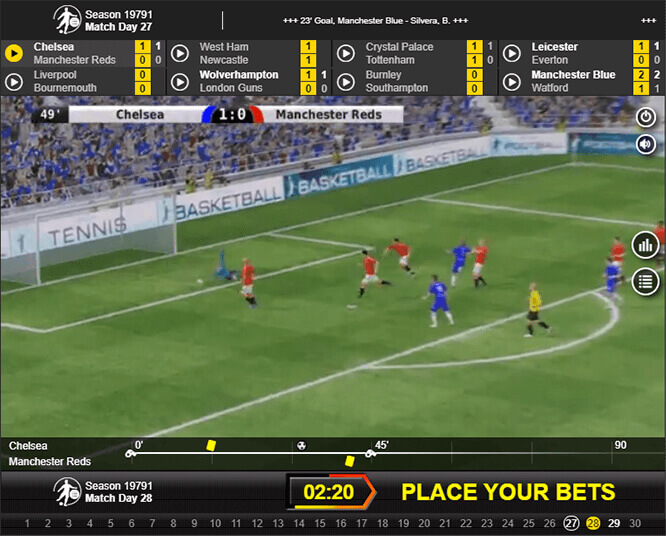 Season 19791
Match Day 27
+++ 23' Goal, Manchester Blue - Silvera, B. +++
+++
Chelsea 1 1
Manchester Reds 0 0
West Ham 1
Newcastle 1
Crystal Palace 1 1
Tottenham 1 0
Leicester 1 1
Everton 0 0
Liverpool 0
Bournemouth 0
Wolverhampton 1 1
London Guns 0 0
Burnley 0
Southampton 0
Manchester Blue 2 2
Watford 1 1
49' Chelsea 1:0 Manchester Reds
TENNIS BASKETBALL BASKETBALL BASKETBALL
Chelsea 0' 45' 90
Manchester Reds
Season 19791
Match Day 28
02:20
PLACE YOUR BETS
1 2 3 4 5 6 7 8 9 10 11 12 13 14 15 16 17 18 19 20 21 22 23 24 25 26 27 28 29 30